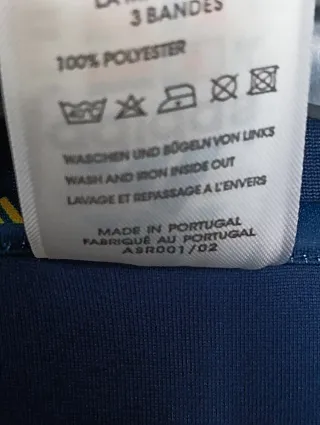 3 BANDES
100% POLYESTER
WASCHEN UND BÜGELN VON LINKS
WASH AND IRON INSIDE OUT
LAVAGE ET REPASSAGE A L'ENVERS
MADE IN PORTUGAL
FABRIQUÉ AU PORTUGAL
ASR001/02